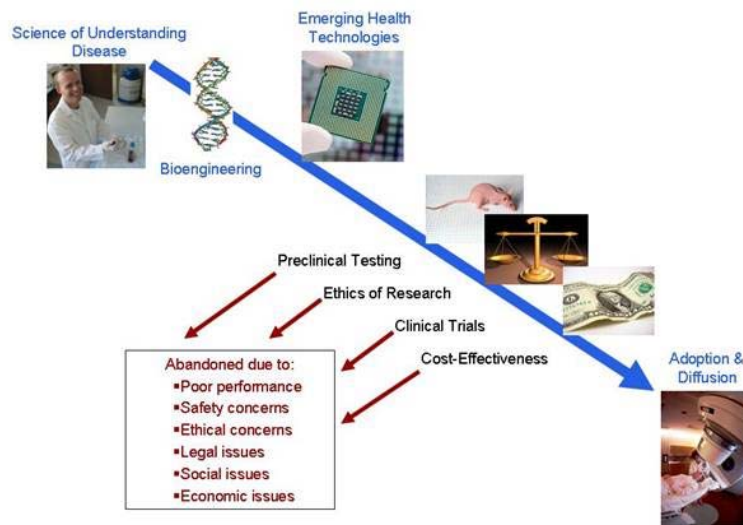 Science of Understanding
Disease
Emerging Health
Technologies
Bioengineering
Preclinical Testing
Ethics of Research
Clinical Trials
Cost-Effectiveness
Adoption &
Diffusion
Abandoned due to:
▪Poor performance
▪Safety concerns
▪Ethical concerns
▪Legal issues
▪Social issues
▪Economic issues